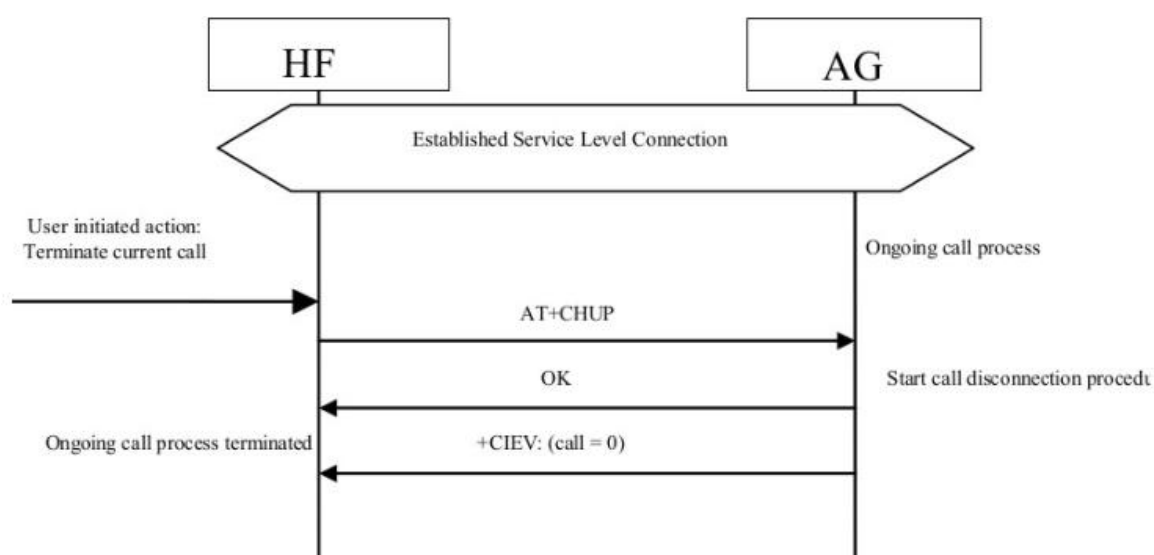 HF
AG
Established Service Level Connection
User initiated action:
Terminate current call
Ongoing call process
AT+CHUP
OK
Start call disconnection
Ongoing call process terminated
+CIEV: (call = 0)